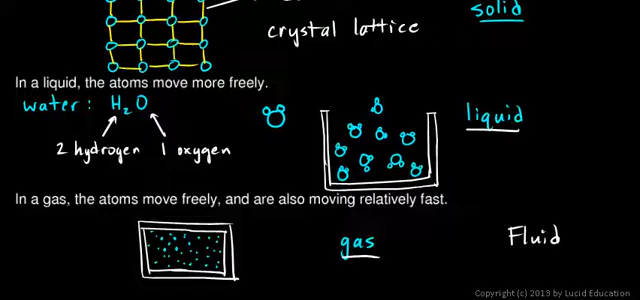 solid
crystal lattice
In a liquid, the atoms move more freely.
water: H₂O
liquid
2 hydrogen 1 oxygen
In a gas, the atoms move freely, and are also moving relatively fast.
gas
Fluid
Copyright (c) 2013 by Lucid Education